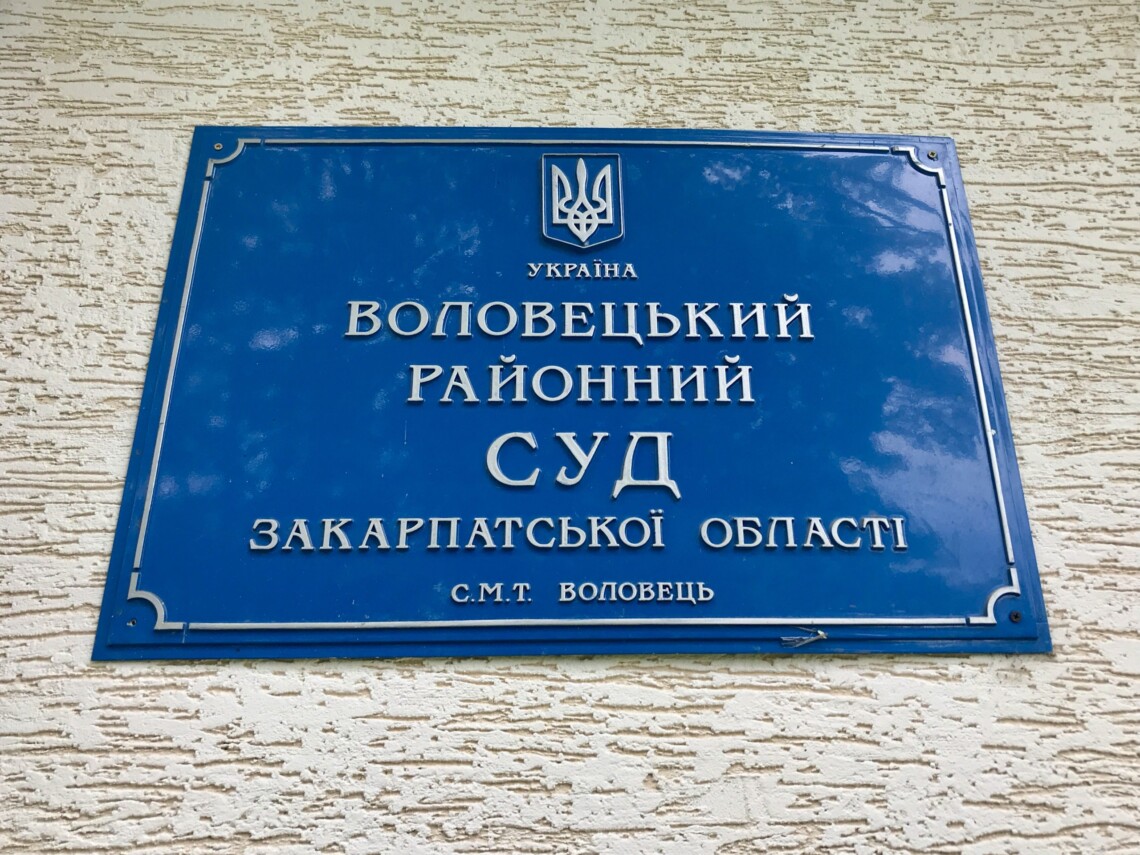 УКРАЇНА
ВОЛОВЕЦЬКИЙ
РАЙОННИЙ
СУД
ЗАКАРПАТСЬКОЇ ОБЛАСТІ
С.М.Т. ВОЛОВЕЦЬ